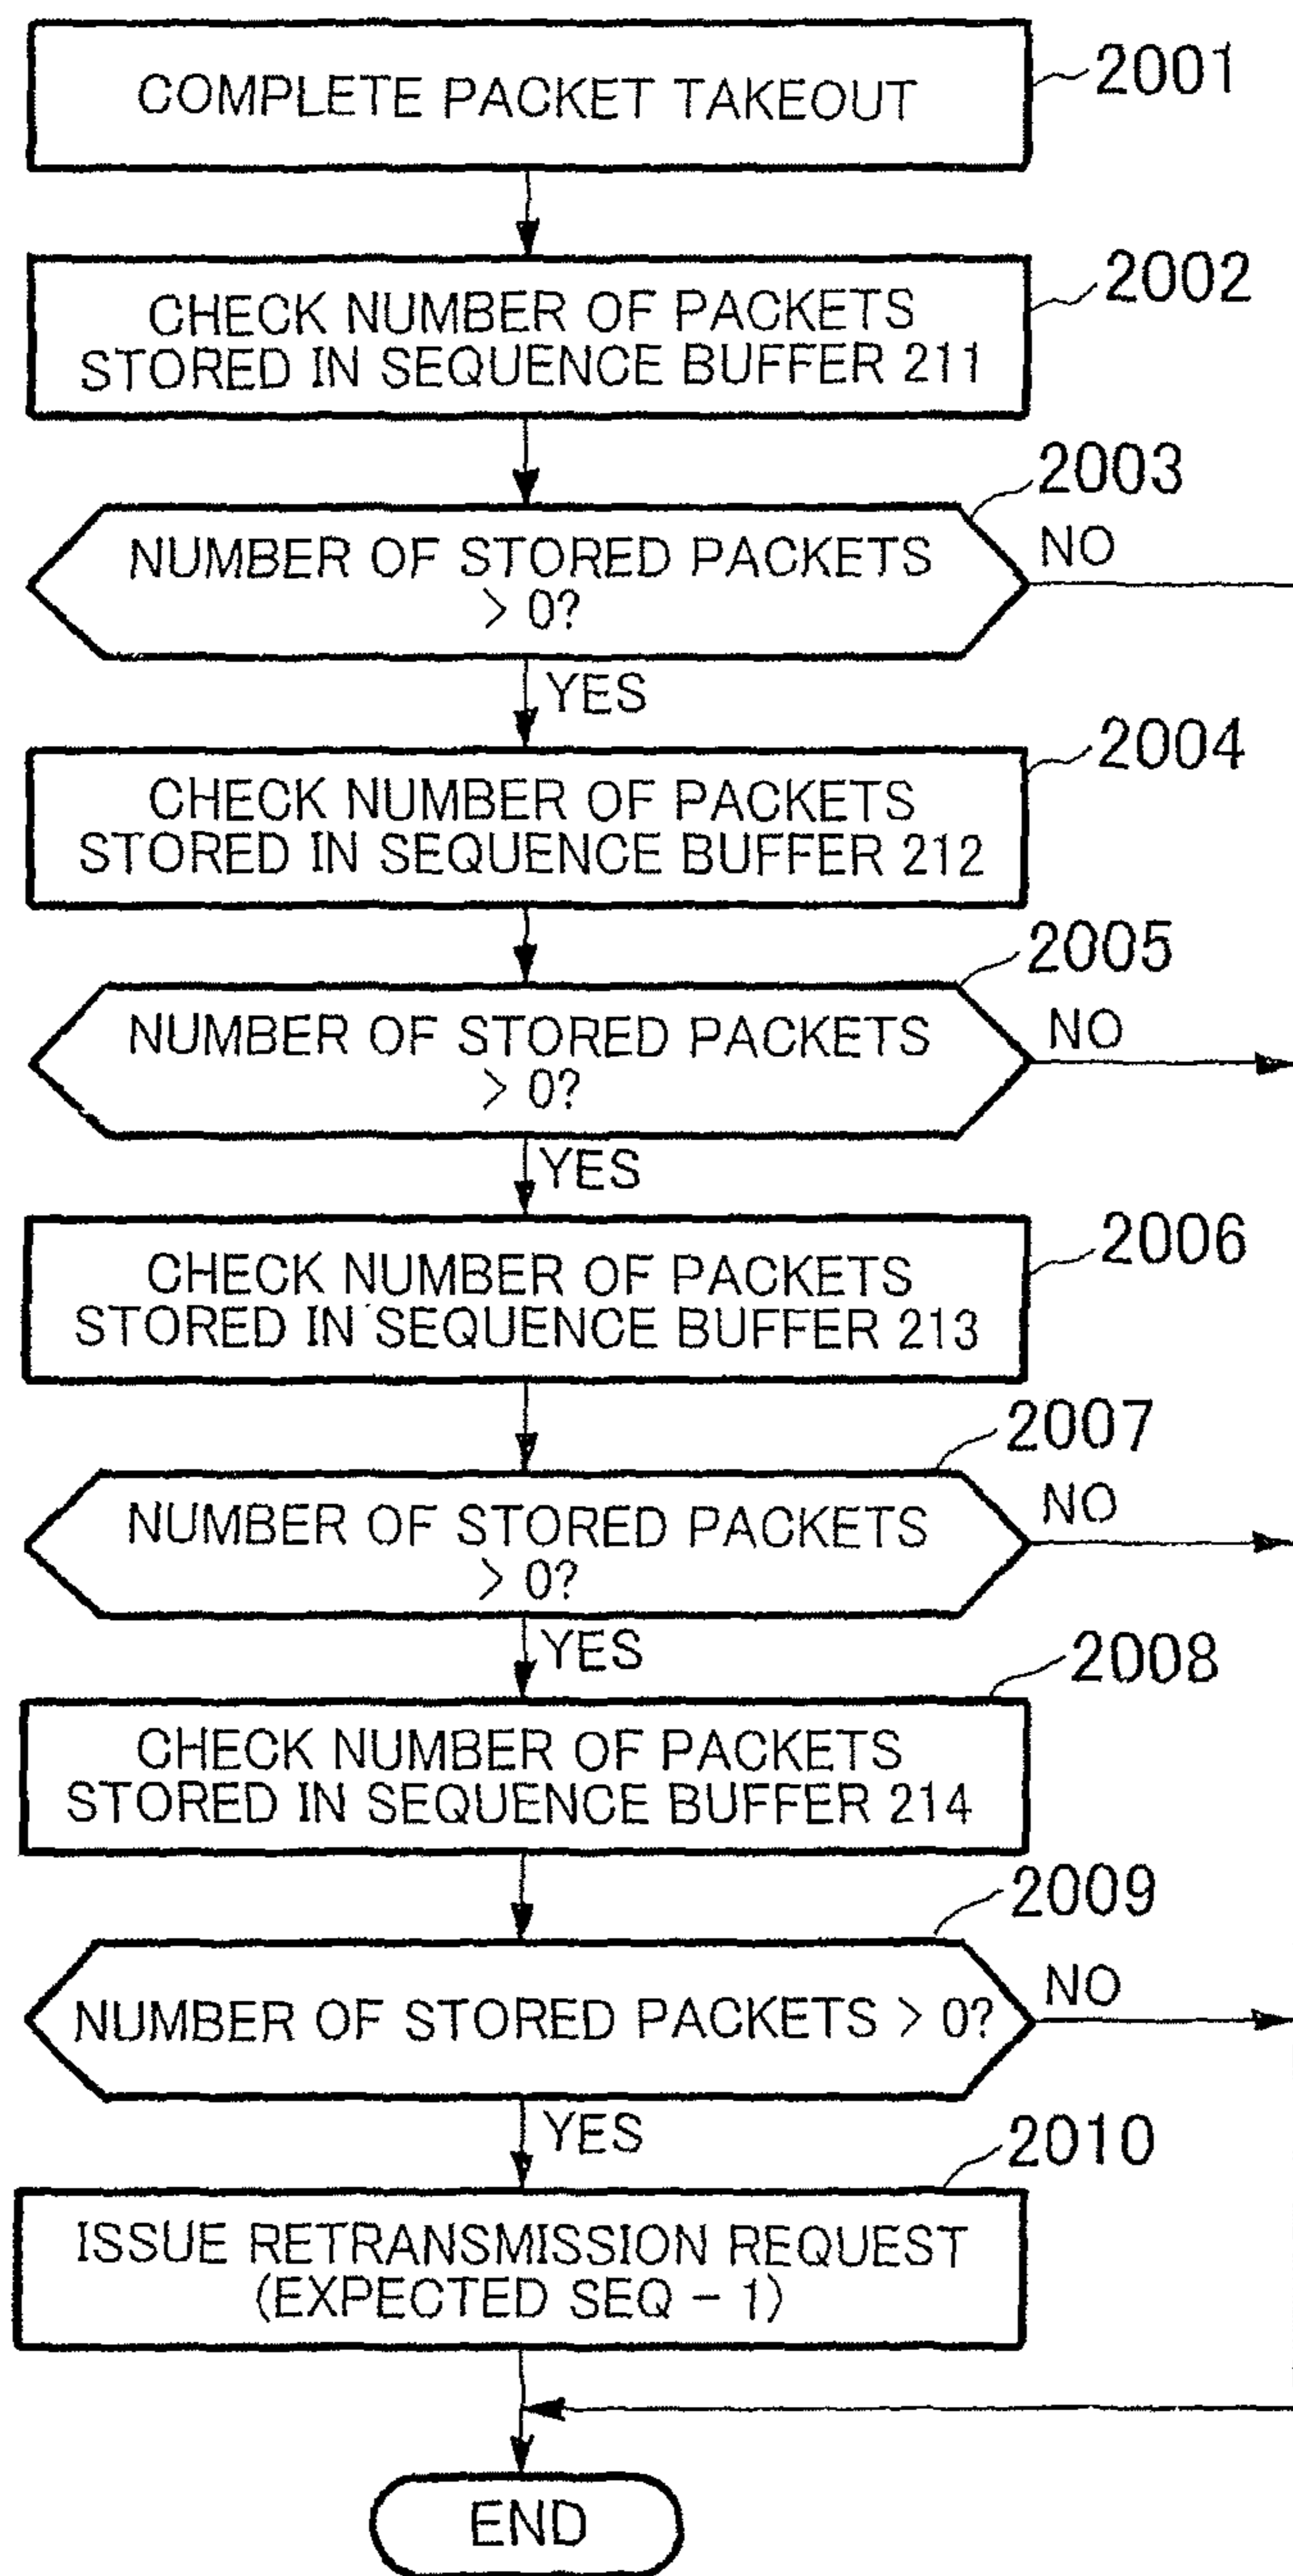 COMPLETE PACKET TAKEOUT
2001
CHECK NUMBER OF PACKETS
STORED IN SEQUENCE BUFFER 211
2002
NUMBER OF STORED PACKETS
> 0?
2003
NO
YES
CHECK NUMBER OF PACKETS
STORED IN SEQUENCE BUFFER 212
2004
NUMBER OF STORED PACKETS
> 0?
2005
NO
YES
CHECK NUMBER OF PACKETS
STORED IN SEQUENCE BUFFER 213
2006
NUMBER OF STORED PACKETS
> 0?
2007
NO
YES
CHECK NUMBER OF PACKETS
STORED IN SEQUENCE BUFFER 214
2008
NUMBER OF STORED PACKETS > 0?
2009
NO
YES
ISSUE RETRANSMISSION REQUEST
(EXPECTED SEQ - 1)
2010
END